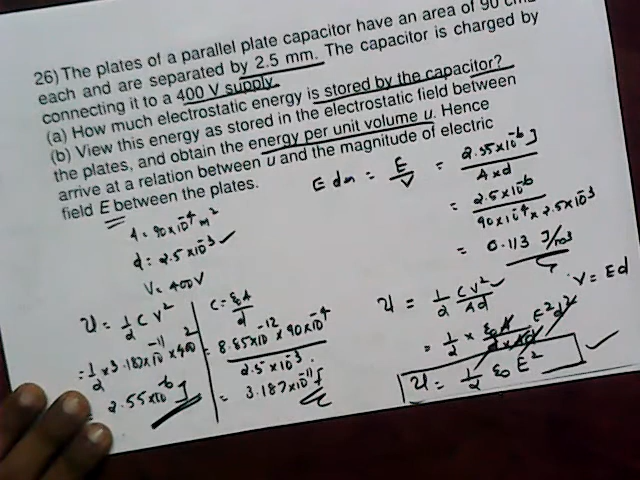 26) The plates of a parallel plate capacitor have an area of 90 cm2
each and are separated by 2.5 mm. The capacitor is charged by
connecting it to a 400 V supply.
(a) How much electrostatic energy is stored by the capacitor?
(b) View this energy as stored in the electrostatic field between
the plates, and obtain the energy per unit volume u. Hence
arrive at a relation between u and the magnitude of electric
field E between the plates.
A = 90×10⁻⁴ m²
d = 2.5×10⁻³
V = 400V
U = 1/2 C V²
= 1/2 × 3.187×10⁻¹¹ × 400²
= 2.55×10⁻⁶ J
C = ε₀A/d
= 8.85×10⁻¹² × 90×10⁻⁴ / 2.5×10⁻³
= 3.187×10⁻¹¹ f
E den = E/V = 2.55×10⁻⁶ J / A×d
= 2.5×10⁻⁶ / 90×10⁻⁴ × 2.5×10⁻³
= 0.113 J/m3
U = 1/2 CV²/Ad
V = Ed
= 1/2 × ε₀A E²d² / d×Ad
U = 1/2 ε₀ E²